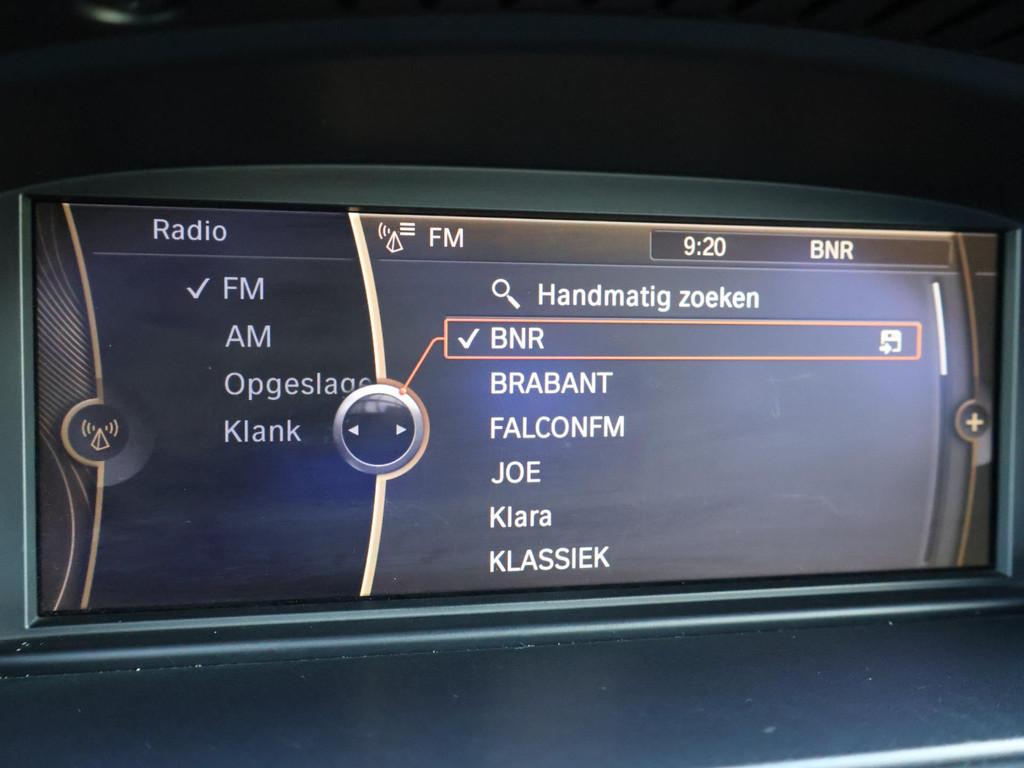 Radio
FM
AM
Opgeslage
Klank
FM
9:20 BNR
Handmatig zoeken
BNR
BRABANT
FALCONFM
JOE
Klara
KLASSIEK